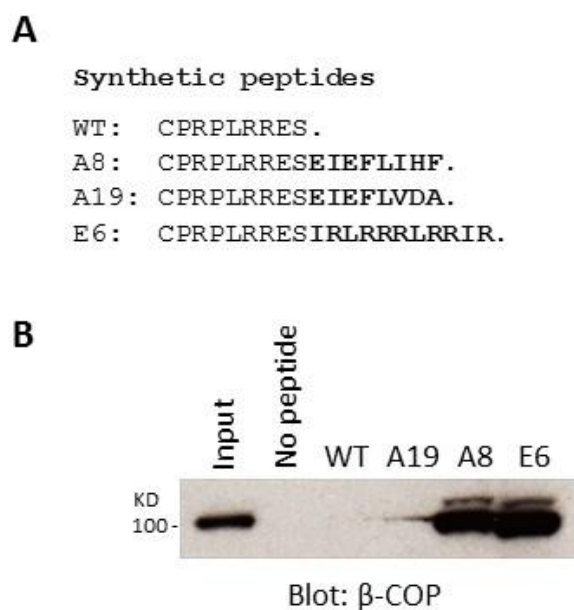 A
Synthetic peptides
WT: CPRPLRRES.
A8: CPRPLRRESEIEFLIHF.
A19: CPRPLRRESEIEFLVDA.
E6: CPRPLRRESIRLRRRLRRIR.
B
Input No peptide WT A19 A8 E6
KD
100 -
Blot: β-COP